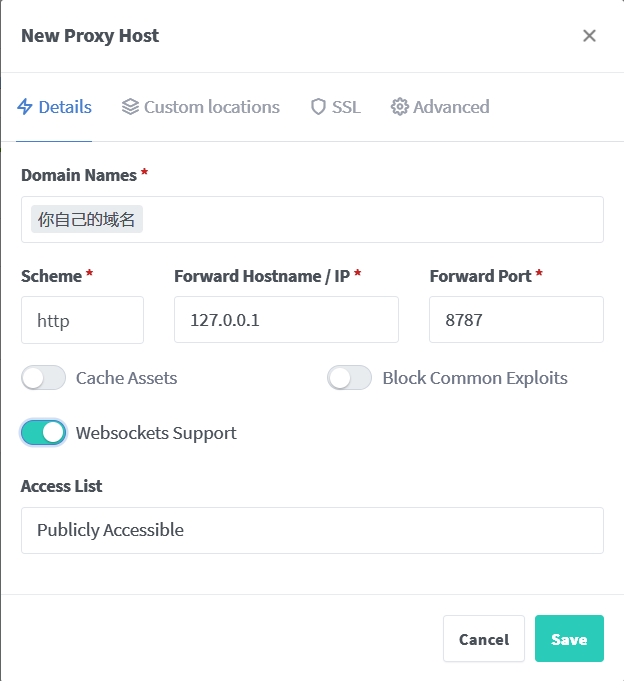 New Proxy Host
Details Custom locations SSL Advanced
Domain Names *
你自己的域名
Scheme * Forward Hostname / IP * Forward Port *
http 127.0.0.1 8787
Cache Assets Block Common Exploits
Websockets Support
Access List
Publicly Accessible
Cancel Save